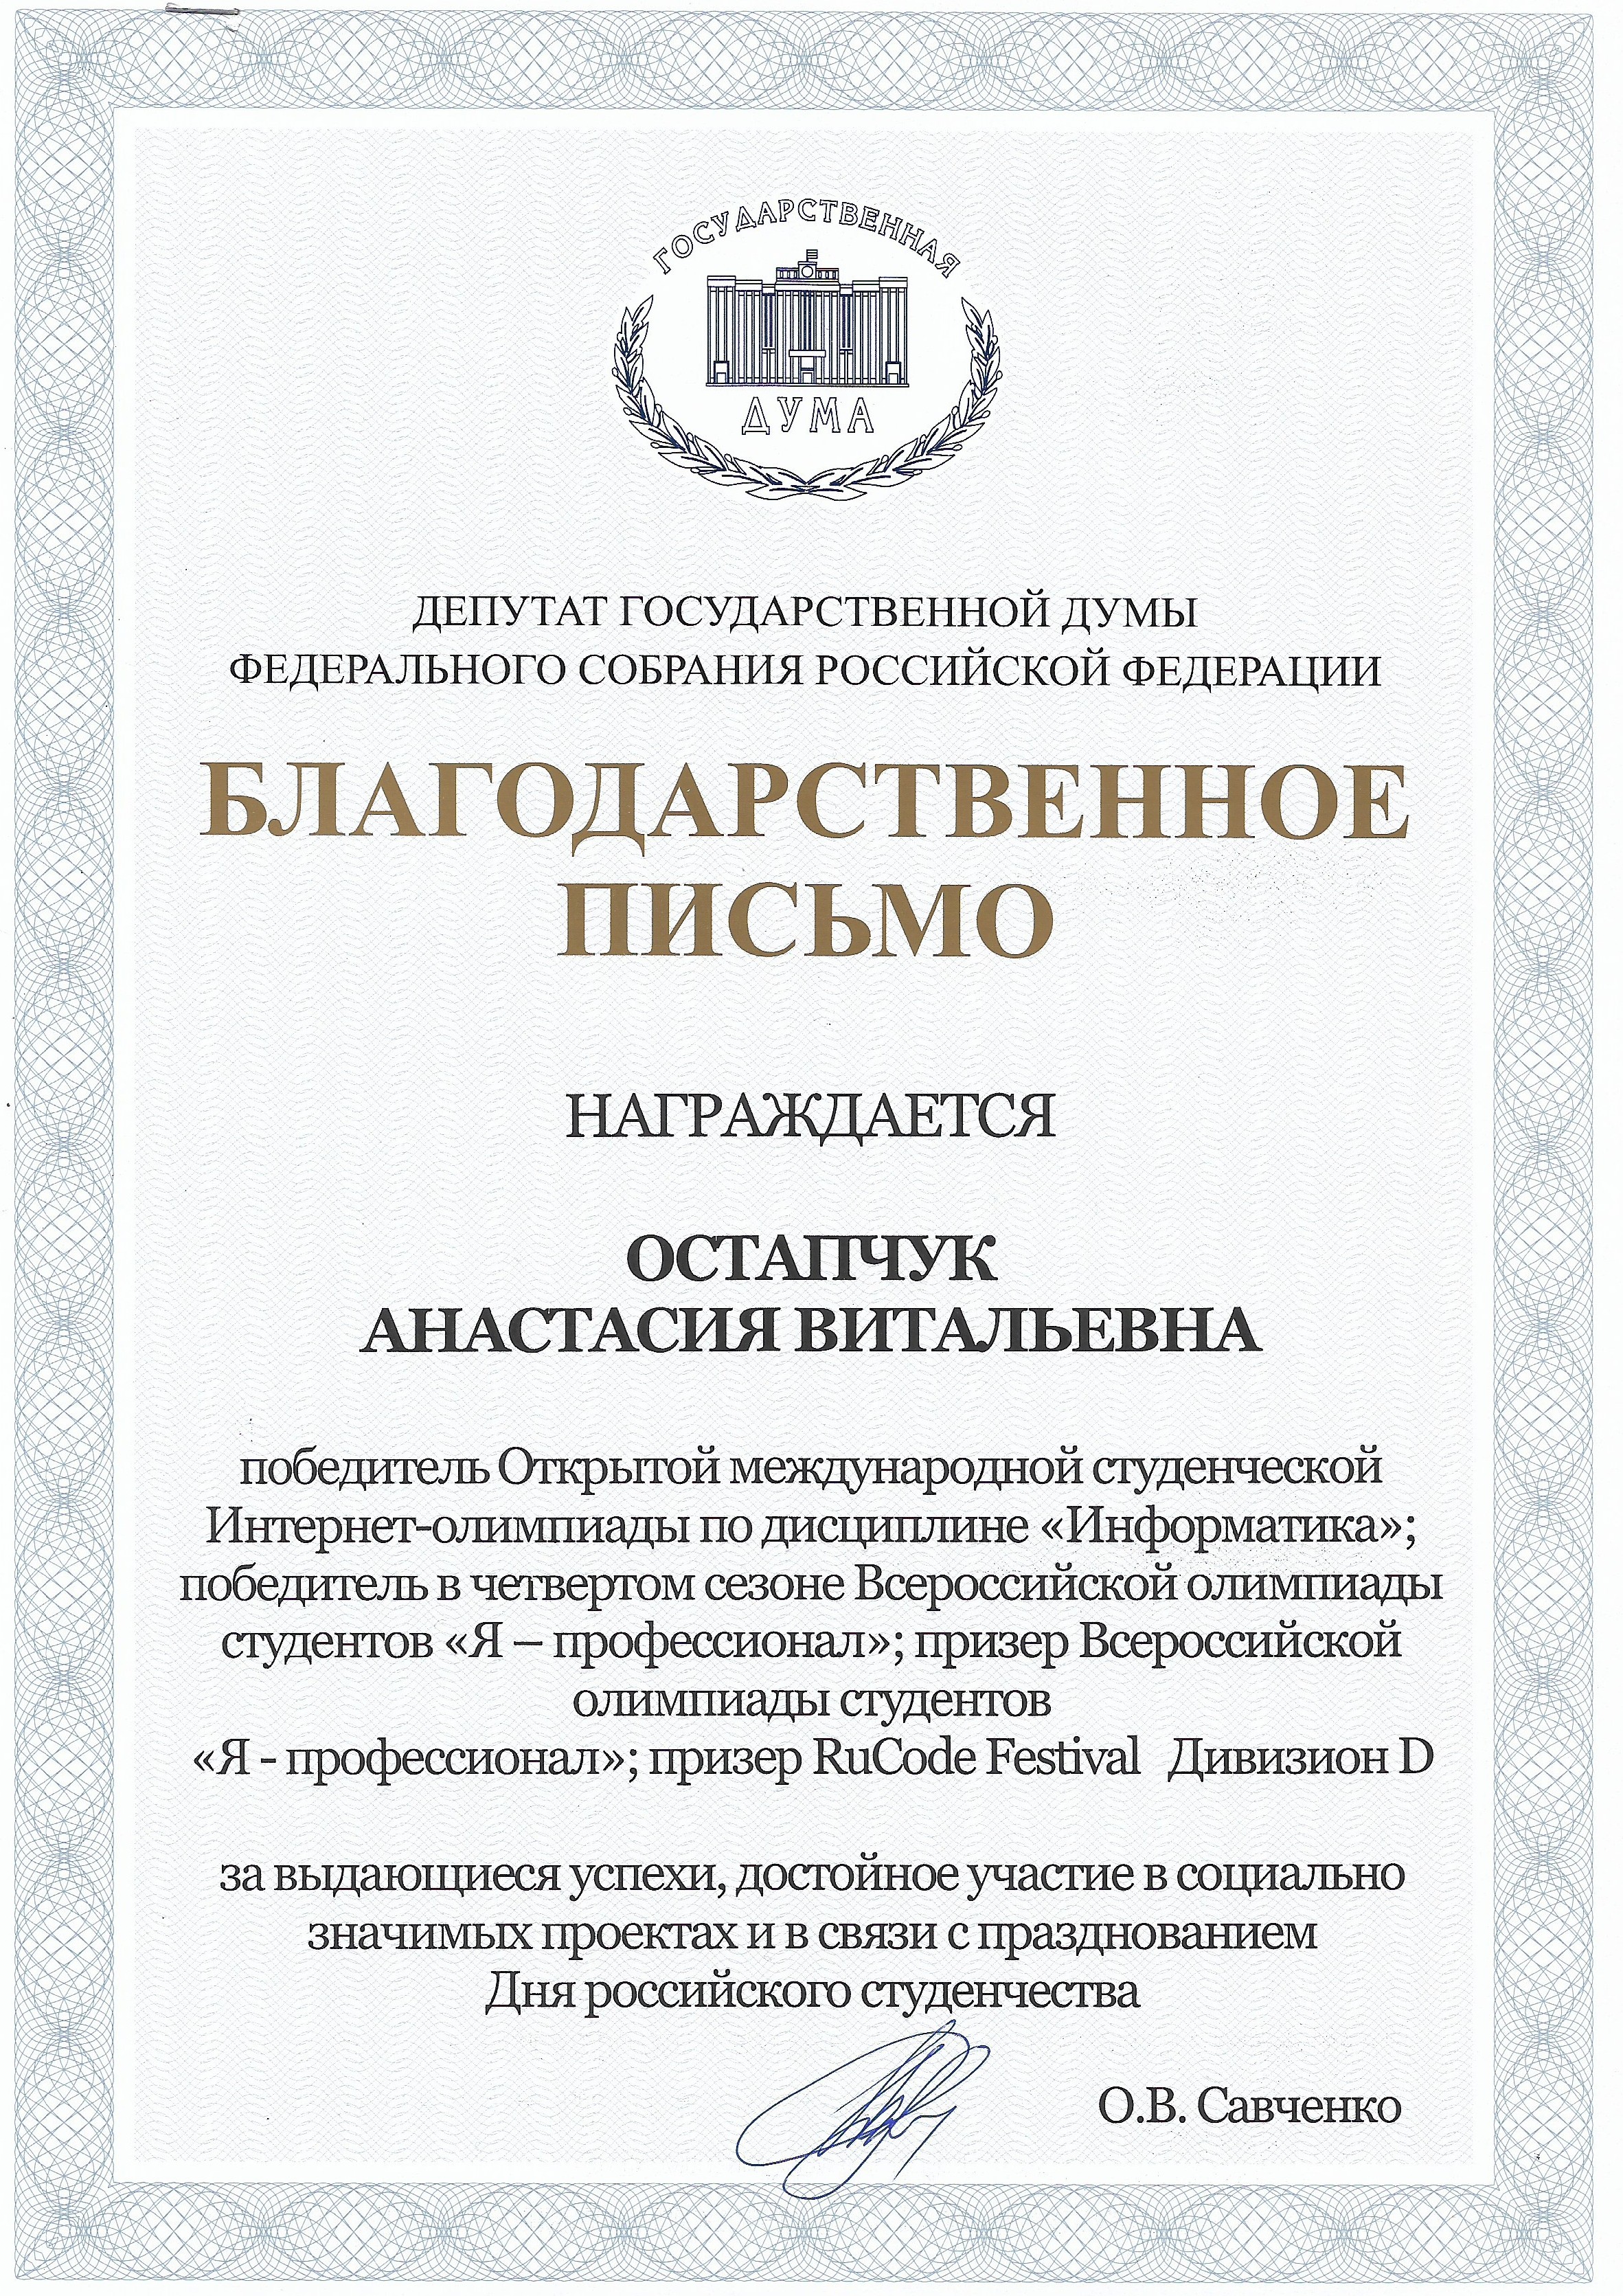 ГОСУДАРСТВЕННАЯ
ДУМА
ДЕПУТАТ ГОСУДАРСТВЕННОЙ ДУМЫ
ФЕДЕРАЛЬНОГО СОБРАНИЯ РОССИЙСКОЙ ФЕДЕРАЦИИ
БЛАГОДАРСТВЕННОЕ
ПИСЬМО
НАГРАЖДАЕТСЯ
ОСТАПЧУК
АНАСТАСИЯ ВИТАЛЬЕВНА
победитель Открытой международной студенческой
Интернет-олимпиады по дисциплине «Информатика»;
победитель в четвертом сезоне Всероссийской олимпиады
студентов «Я – профессионал»; призер Всероссийской
олимпиады студентов
«Я - профессионал»; призер RuCode Festival Дивизион D
за выдающиеся успехи, достойное участие в социально
значимых проектах и в связи с празднованием
Дня российского студенчества
О.В. Савченко